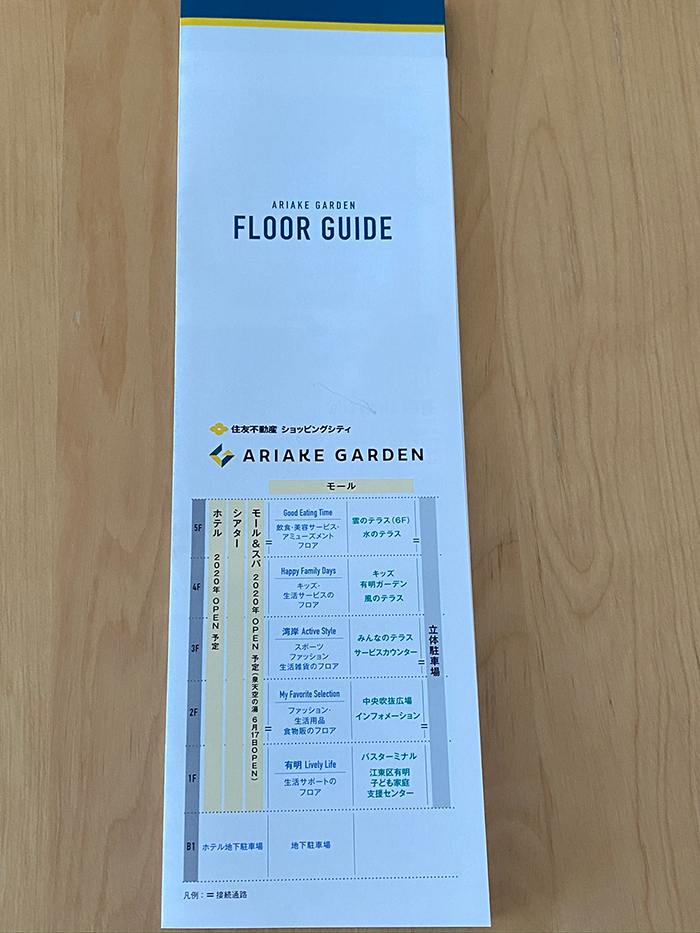 ARIAKE GARDEN
FLOOR GUIDE
住友不動産 ショッピングシティ
ARIAKE GARDEN
モール
ホテル 2020年 OPEN 予定
シアター
モール&スパ 2020年 OPEN 予定(泉天空の湯 6月17日OPEN)
5F
Good Eating Time
飲食・美容サービス・
アミューズメント
フロア
雲のテラス(6F)
水のテラス
4F
Happy Family Days
キッズ・
生活サービスの
フロア
キッズ
有明ガーデン
風のテラス
3F
湾岸 Active Style
スポーツ
ファッション
生活雑貨のフロア
みんなのテラス
サービスカウンター
2F
My Favorite Selection
ファッション・
生活用品
食物販のフロア
中央吹抜広場
インフォメーション
1F
有明 Lively Life
生活サポートの
フロア
バスターミナル
江東区有明
子ども家庭
支援センター
立体駐車場
B1
ホテル地下駐車場
地下駐車場
凡例:=接続通路